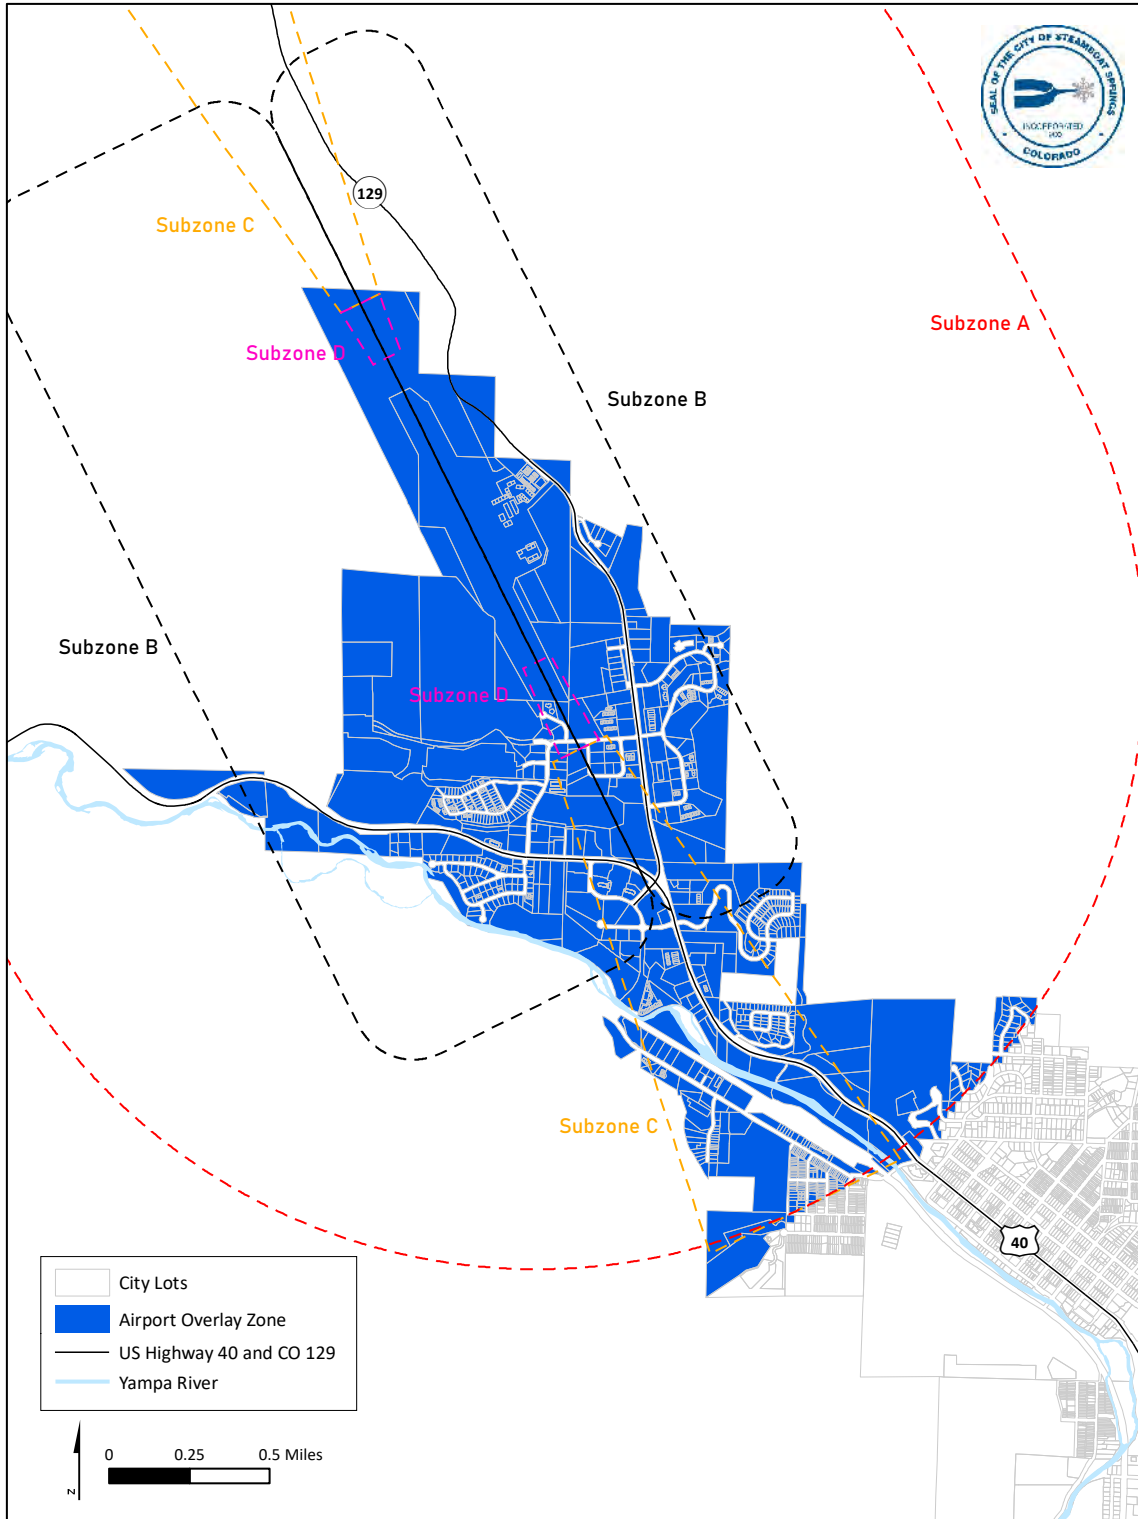 SEAL OF THE CITY OF STEAMBOAT SPRINGS
INCORPORATED
COLORADO
129
Subzone C
Subzone A
Subzone D
Subzone B
Subzone B
Subzone D
Subzone C
40
City Lots
Airport Overlay Zone
US Highway 40 and CO 129
Yampa River
0 0.25 0.5 Miles
N